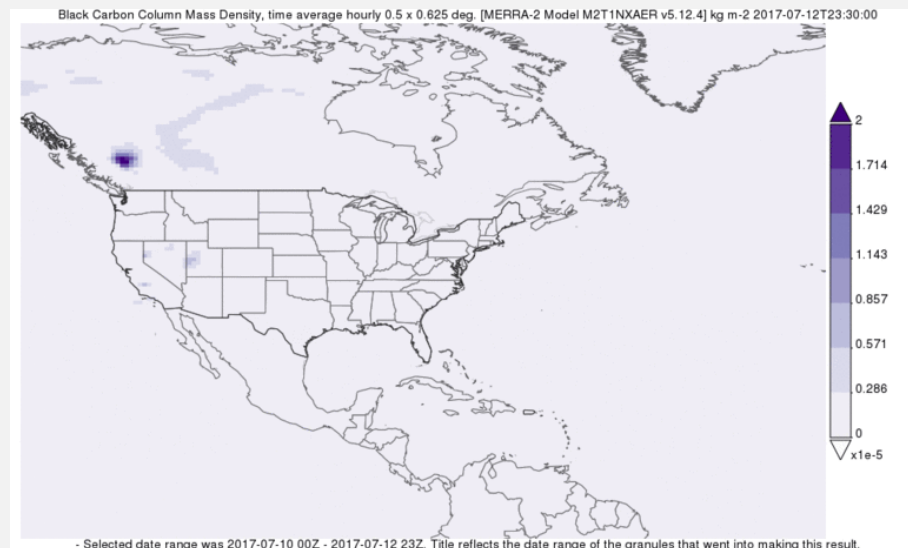 Black Carbon Column Mass Density, time average hourly 0.5 x 0.625 deg. [MERRA-2 Model M2T1NXAER v5.12.4] kg m-2 2017-07-12T23:30:00
2
1.714
1.429
1.143
0.857
0.571
0.286
0
x1e-5
- Selected date range was 2017-07-10 00Z - 2017-07-12 23Z. Title reflects the date range of the granules that went into making this result.